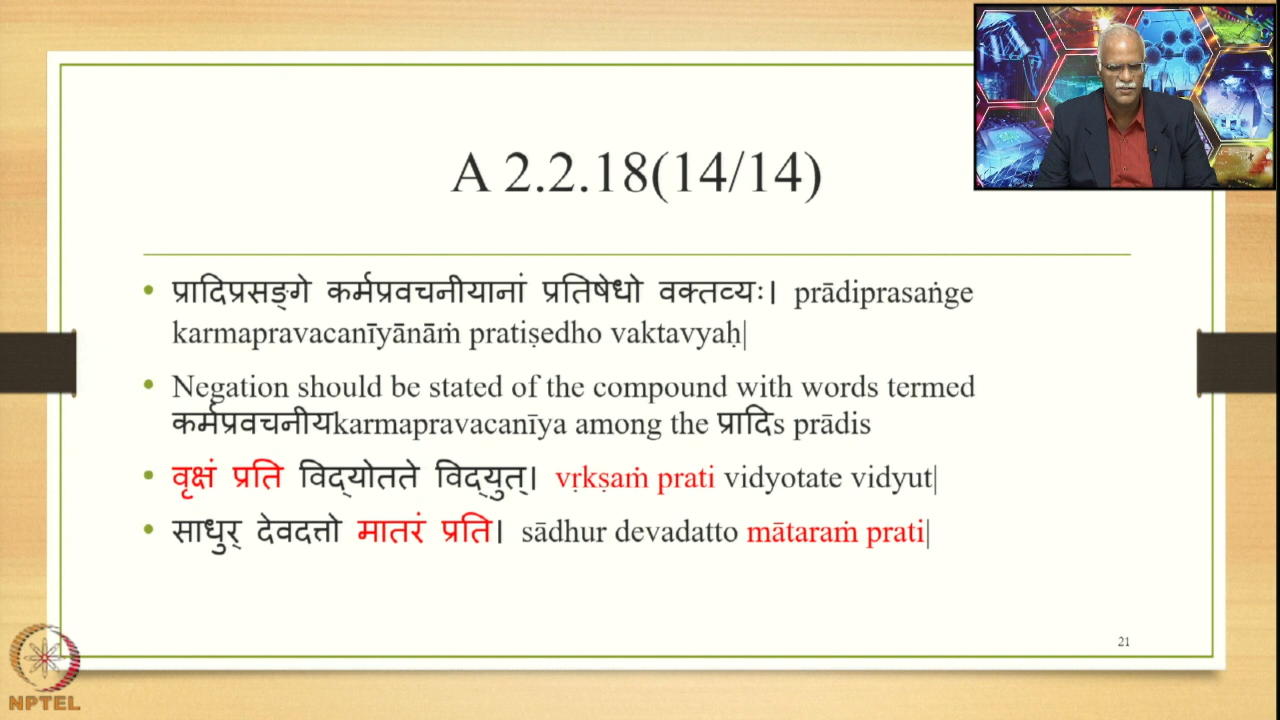 A 2.2.18(14/14)
प्रादिप्रसङ्गे कर्मप्रवचनीयानां प्रतिषेधो वक्तव्यः। prādiprasaṅge
karmapravacanīyānāṁ pratiṣedho vaktavyaḥ|
Negation should be stated of the compound with words termed
कर्मप्रवचनीयkarmapravacanīya among the प्रादिs prādis
वृक्षं प्रति विद्योतते विद्युत्। vṛkṣaṁ prati vidyotate vidyut|
साधुर् देवदत्तो मातरं प्रति। sādhur devadatto mātaraṁ prati|
21
NPTEL